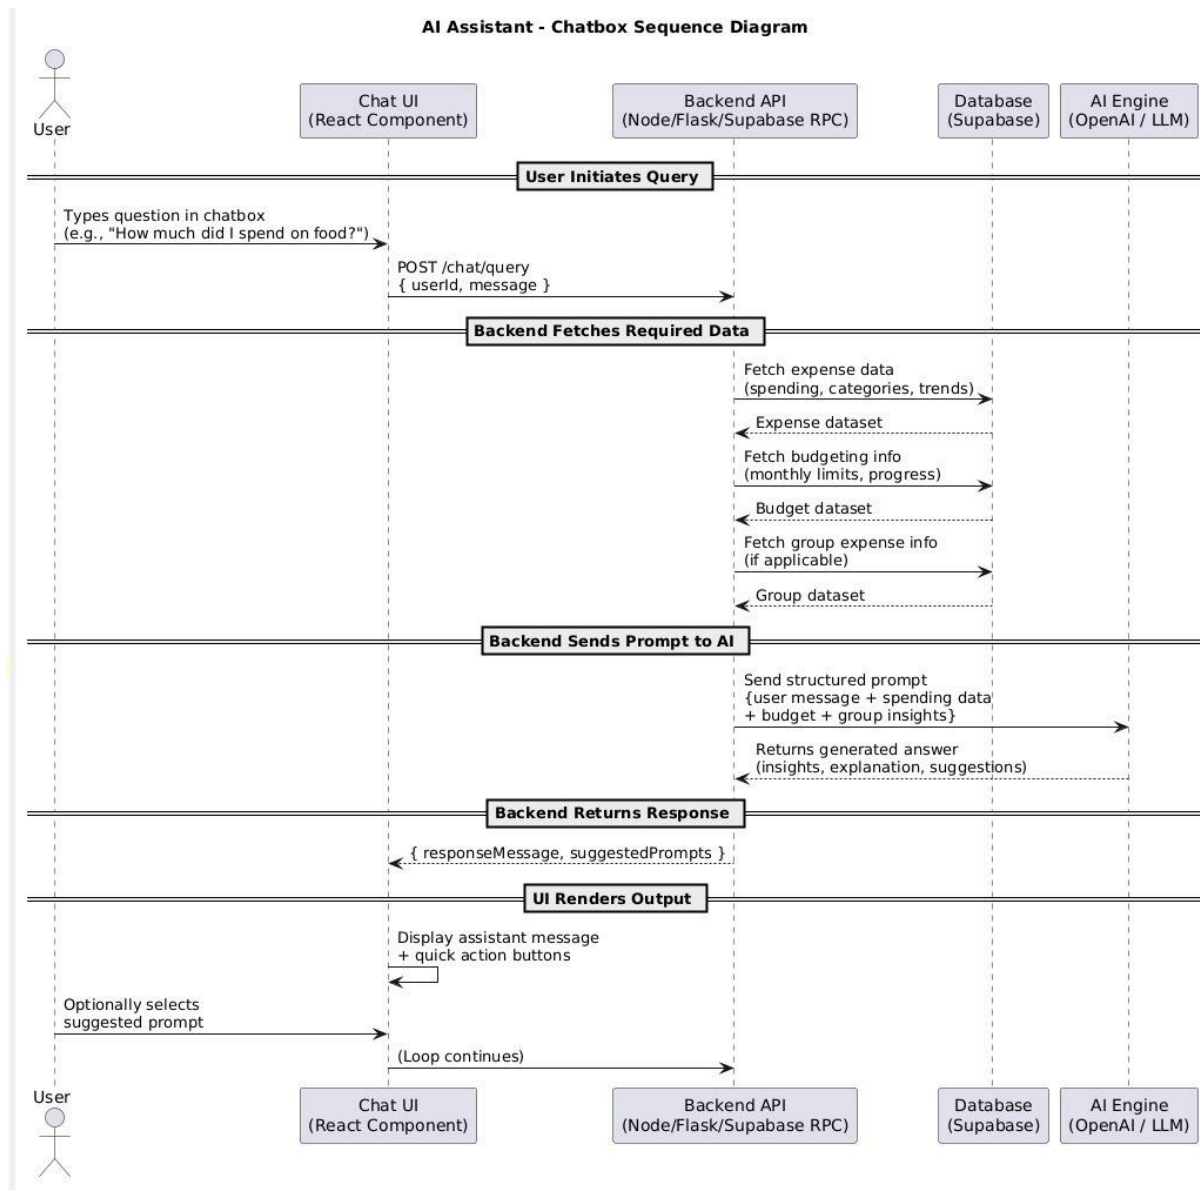 AI Assistant - Chatbox Sequence Diagram
User
Chat UI
(React Component)
Backend API
(Node/Flask/Supabase RPC)
Database
(Supabase)
AI Engine
(OpenAI / LLM)
User Initiates Query
Types question in chatbox
(e.g., "How much did I spend on food?")
POST /chat/query
{ userId, message }
Backend Fetches Required Data
Fetch expense data
(spending, categories, trends)
Expense dataset
Fetch budgeting info
(monthly limits, progress)
Budget dataset
Fetch group expense info
(if applicable)
Group dataset
Backend Sends Prompt to AI
Send structured prompt
{user message + spending data
+ budget + group insights}
Returns generated answer
(insights, explanation, suggestions)
Backend Returns Response
{ responseMessage, suggestedPrompts }
UI Renders Output
Display assistant message
+ quick action buttons
Optionally selects
suggested prompt
(Loop continues)
User
Chat UI
(React Component)
Backend API
(Node/Flask/Supabase RPC)
Database
(Supabase)
AI Engine
(OpenAI / LLM)